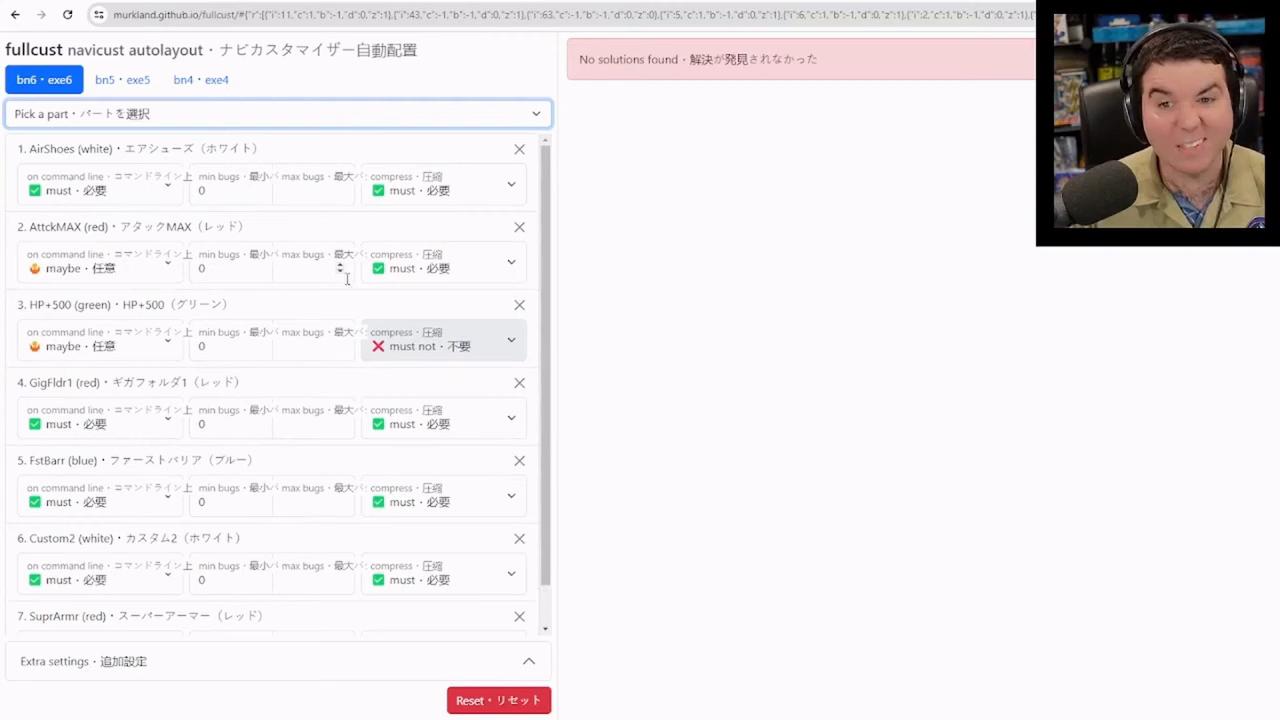 murkland.github.io/fullcust/#{"r":[{"i":11,"c":1,"b":-1,"d":0,"z":1},{"i":43,"c":-1,"b":-1,"d":0,"z":1},{"i":63,"c":-1,"b":-1,"d":0,"z":0},{"i":5,"c":1,"b":-1,"d":0,"z":1},{"i":6,"c":1,"b":-1,"d":0,"z":1},{"i":2,"c":1,"b":-1,"d":0,"z":1},{
fullcust navicust autolayout・ナビカスタマイザー自動配置
bn6・exe6 bn5・exe5 bn4・exe4
Pick a part・パートを選択
1. AirShoes (white)・エアシューズ（ホワイト）
on command line・コマンドライン上 min bugs・最小バ max bugs・最大バ compress・圧縮
must・必要 0 must・必要
2. AttckMAX (red)・アタックMAX（レッド）
on command line・コマンドライン上 min bugs・最小バ max bugs・最大バ compress・圧縮
maybe・任意 0 must・必要
3. HP+500 (green)・HP+500（グリーン）
on command line・コマンドライン上 min bugs・最小バ max bugs・最大バ compress・圧縮
maybe・任意 0 must not・不要
4. GigFldr1 (red)・ギガフォルダ1（レッド）
on command line・コマンドライン上 min bugs・最小バ max bugs・最大バ compress・圧縮
must・必要 0 must・必要
5. FstBarr (blue)・ファーストバリア（ブルー）
on command line・コマンドライン上 min bugs・最小バ max bugs・最大バ compress・圧縮
must・必要 0 must・必要
6. Custom2 (white)・カスタム2（ホワイト）
on command line・コマンドライン上 min bugs・最小バ max bugs・最大バ compress・圧縮
must・必要 0 must・必要
7. SuprArmr (red)・スーパーアーマー（レッド）
Extra settings・追加設定
Reset・リセット
No solutions found・解決が発見されなかった